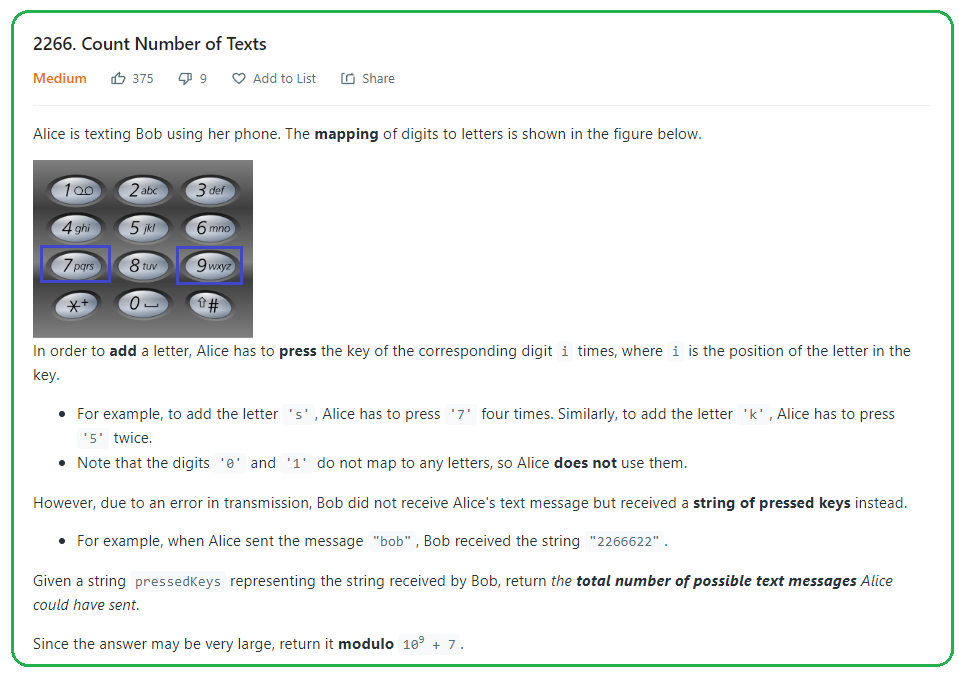 2266. Count Number of Texts
Medium 375 9 Add to List Share
Alice is texting Bob using her phone. The mapping of digits to letters is shown in the figure below.
1 2 abc 3 def
4 ghi 5 jkl 6 mno
7 pqrs 8 tuv 9 wxyz
*+ 0 ⇧#
In order to add a letter, Alice has to press the key of the corresponding digit i times, where i is the position of the letter in the
key.
• For example, to add the letter 's' , Alice has to press '7' four times. Similarly, to add the letter 'k' , Alice has to press
'5' twice.
• Note that the digits '0' and '1' do not map to any letters, so Alice does not use them.
However, due to an error in transmission, Bob did not receive Alice's text message but received a string of pressed keys instead.
• For example, when Alice sent the message "bob" , Bob received the string "2266622" .
Given a string pressedKeys representing the string received by Bob, return the total number of possible text messages Alice
could have sent.
Since the answer may be very large, return it modulo 10⁹ + 7 .